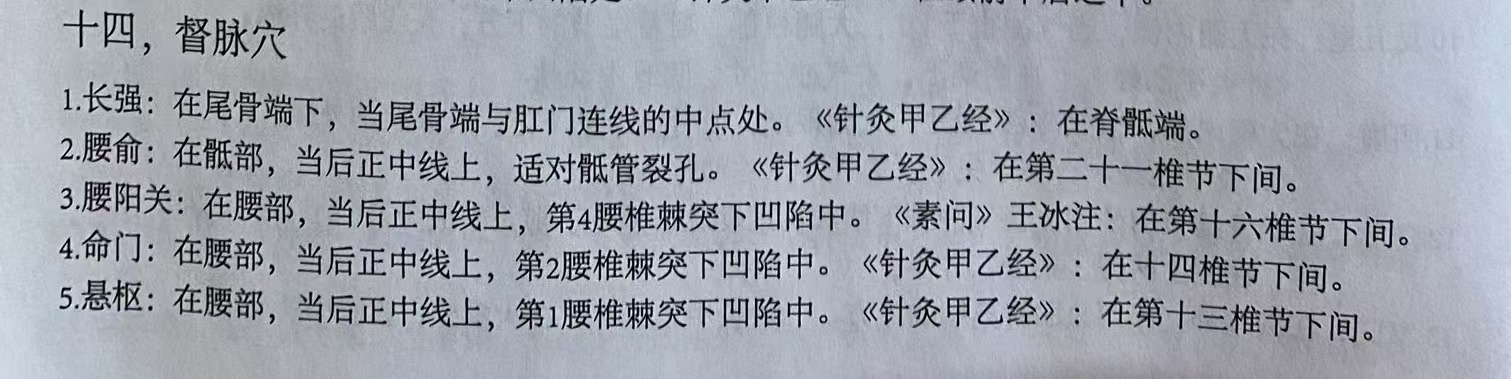 十四，督脉穴
1.长强：在尾骨端下，当尾骨端与肛门连线的中点处。《针灸甲乙经》：在脊骶端。
2.腰俞：在骶部，当后正中线上，适对骶管裂孔。《针灸甲乙经》：在第二十一椎节下间。
3.腰阳关：在腰部，当后正中线上，第4腰椎棘突下凹陷中。《素问》王冰注：在第十六椎节下间。
4.命门：在腰部，当后正中线上，第2腰椎棘突下凹陷中。《针灸甲乙经》：在十四椎节下间。
5.悬枢：在腰部，当后正中线上，第1腰椎棘突下凹陷中。《针灸甲乙经》：在第十三椎节下间。